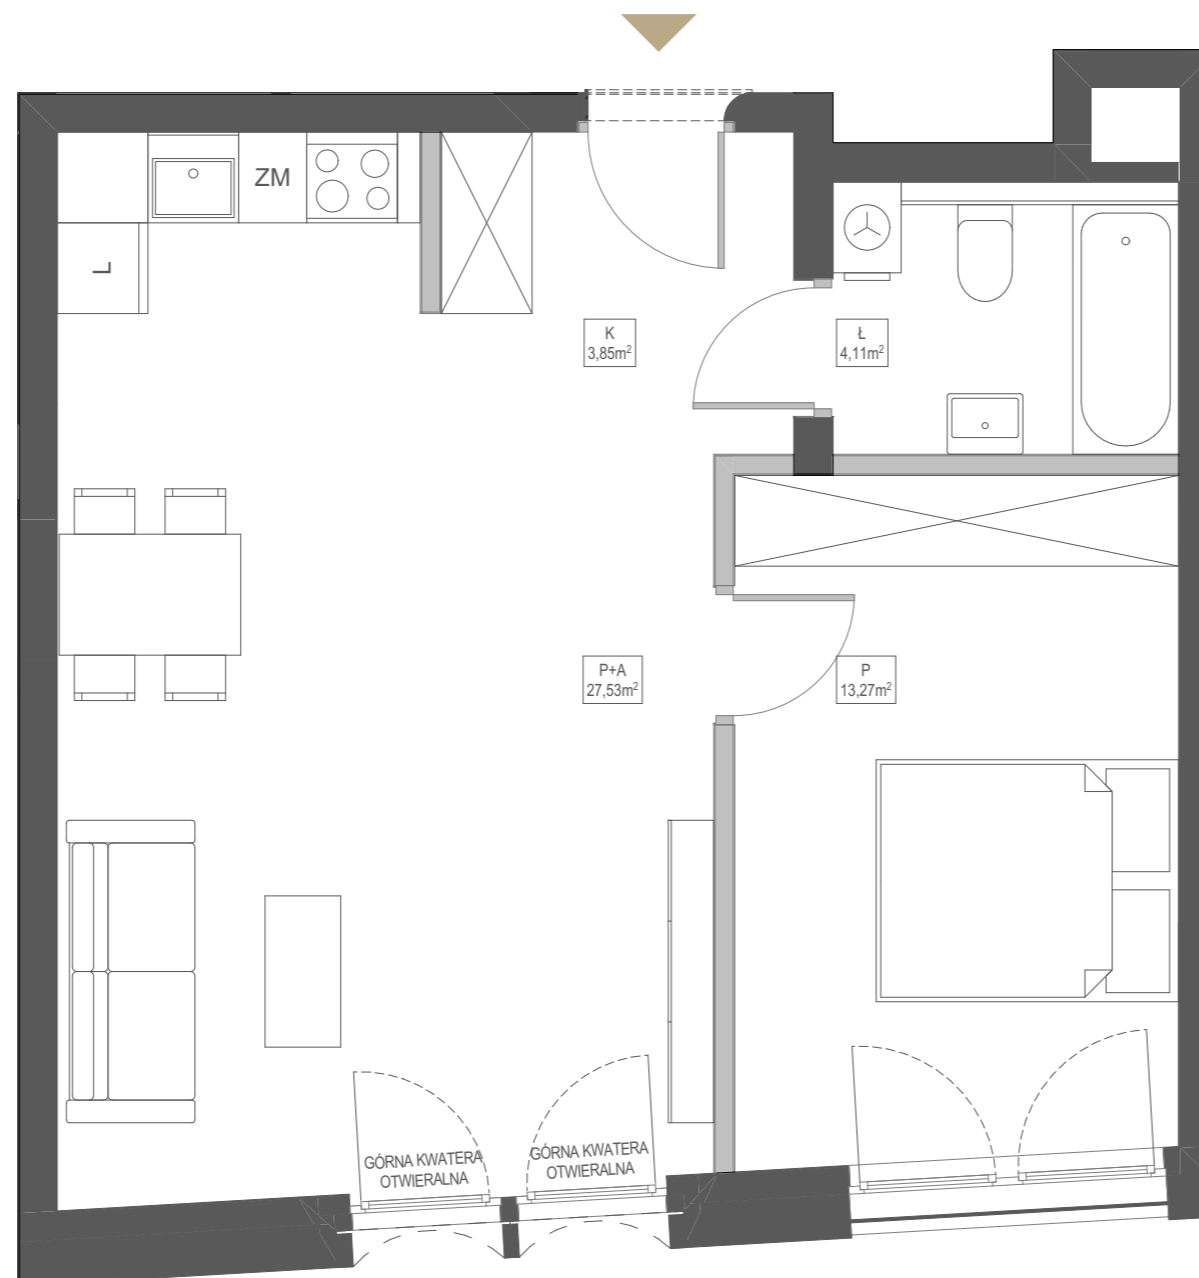 ZM
L
K
3,85m²
Ł
4,11m²
P+A
27,53m²
P
13,27m²
GÓRNA KWATERA
OTWIERALNA
GÓRNA KWATERA
OTWIERALNA